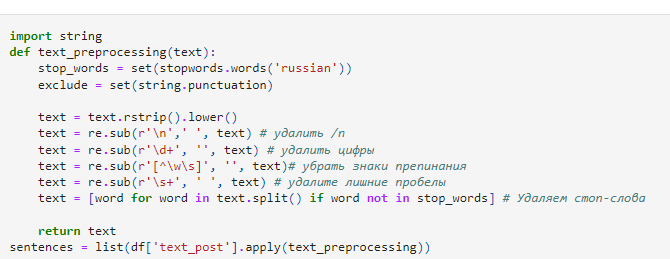 import string
def text_preprocessing(text):
    stop_words = set(stopwords.words('russian'))
    exclude = set(string.punctuation)

    text = text.rstrip().lower()
    text = re.sub(r'\n',' ', text) # удалить /n
    text = re.sub(r'\d+', '', text) # удалить цифры
    text = re.sub(r'[^\w\s]', '', text)# убрать знаки препинания
    text = re.sub(r'\s+', ' ', text) # удалите лишние пробелы
    text = [word for word in text.split() if word not in stop_words] # Удаляем стоп-слова

    return text
sentences = list(df['text_post'].apply(text_preprocessing))